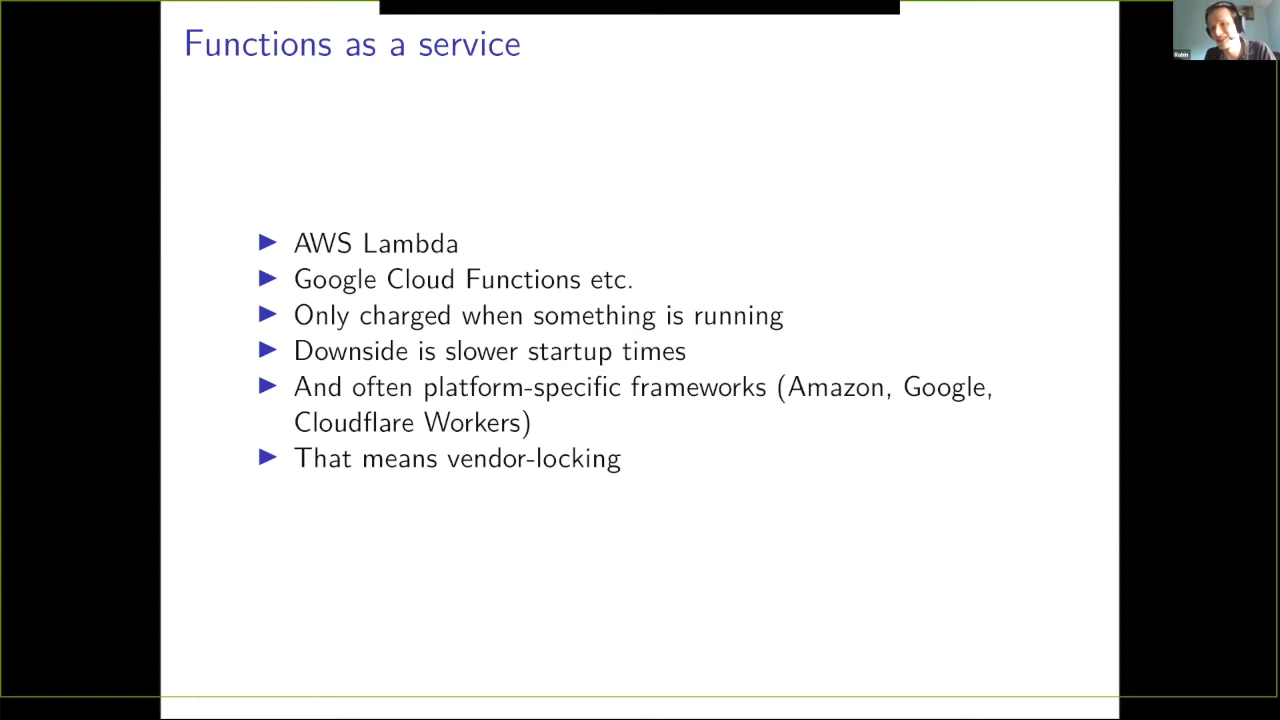 Functions as a service
AWS Lambda
Google Cloud Functions etc.
Only charged when something is running
Downside is slower startup times
And often platform-specific frameworks (Amazon, Google,
Cloudflare Workers)
That means vendor-locking
Robin